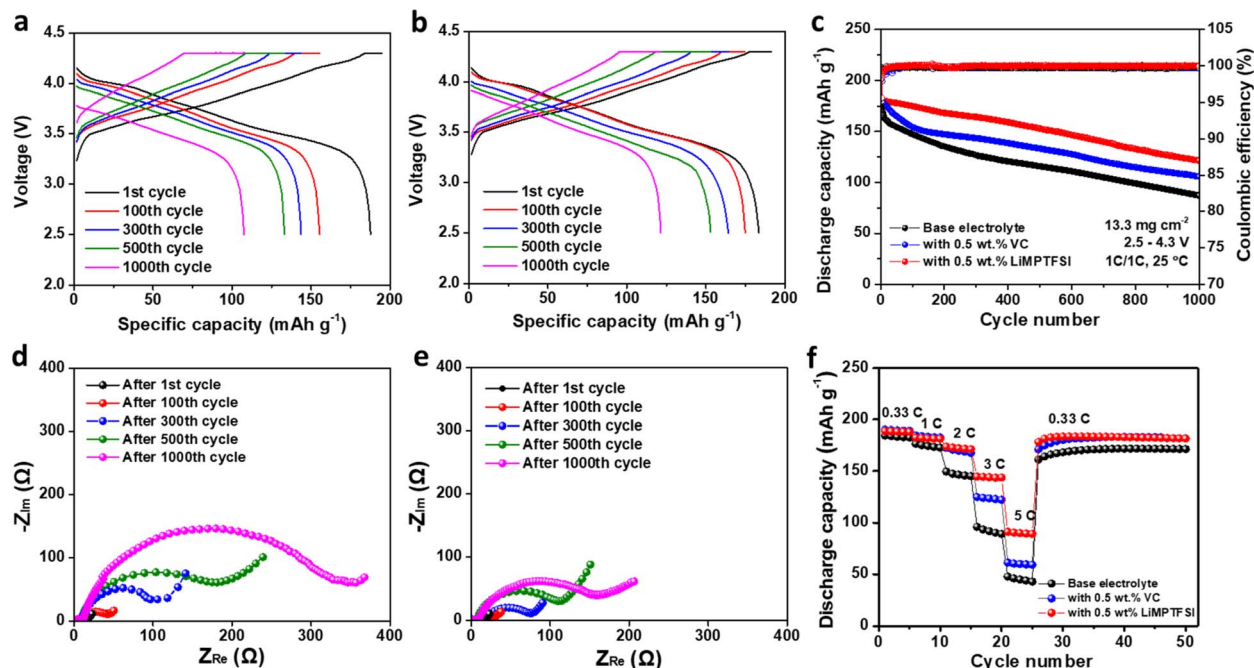 a
4.5
4.0
3.5
3.0
2.5
2.0
Voltage (V)
1st cycle
100th cycle
300th cycle
500th cycle
1000th cycle
0 50 100 150 200
Specific capacity (mAh g⁻¹)
b
4.5
4.0
3.5
3.0
2.5
2.0
Voltage (V)
1st cycle
100th cycle
300th cycle
500th cycle
1000th cycle
0 50 100 150 200
Specific capacity (mAh g⁻¹)
c
250
200
150
100
50
0
Discharge capacity (mAh g⁻¹)
Base electrolyte
with 0.5 wt.% VC
with 0.5 wt.% LiMPTFSI
13.3 mg cm⁻²
2.5 - 4.3 V
1C/1C, 25 °C
105
100
95
90
85
80
75
70
Coulombic efficiency (%)
0 200 400 600 800 1000
Cycle number
d
400
300
200
100
0
-Z_Im (Ω)
After 1st cycle
After 100th cycle
After 300th cycle
After 500th cycle
After 1000th cycle
0 100 200 300 400
Z_Re (Ω)
e
400
300
200
100
0
-Z_Im (Ω)
After 1st cycle
After 100th cycle
After 300th cycle
After 500th cycle
After 1000th cycle
0 100 200 300 400
Z_Re (Ω)
f
250
200
150
100
50
0
Discharge capacity (mAh g⁻¹)
0.33 C
1 C
2 C
3 C
5 C
0.33 C
Base electrolyte
with 0.5 wt.% VC
with 0.5 wt% LiMPTFSI
0 10 20 30 40 50
Cycle number